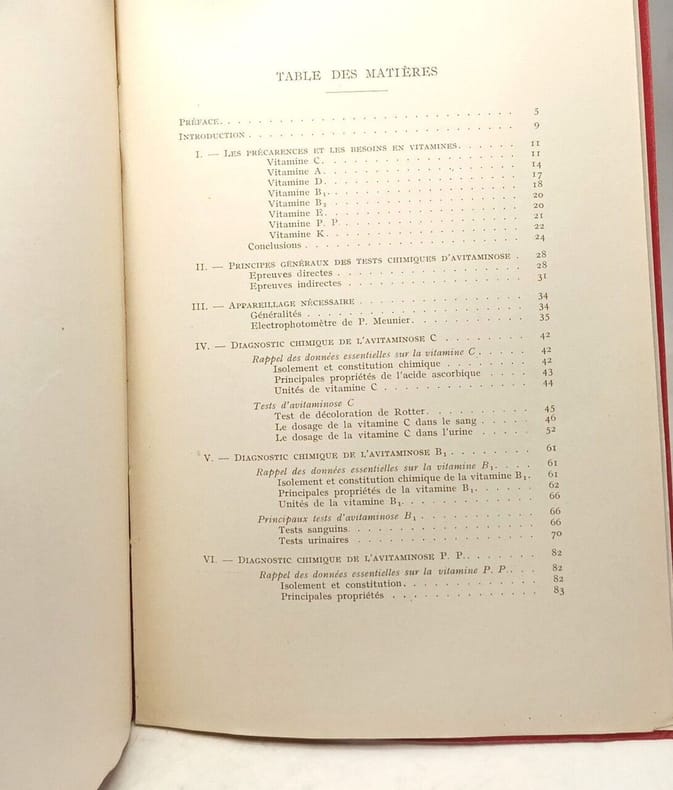 TABLE DES MATIÈRES
PRÉFACE. . . . . . . . . . . . . . . . . . . . . . . . . . . . 5
INTRODUCTION . . . . . . . . . . . . . . . . . . . . . . . . . 9
I. — LES PRÉCARENCES ET LES BESOINS EN VITAMINES. . . . . . . 11
Vitamine C. . . . . . . . . . . . . . . . . . . 11
Vitamine A. . . . . . . . . . . . . . . . . . . 14
Vitamine D. . . . . . . . . . . . . . . . . . . 17
Vitamine B₁. . . . . . . . . . . . . . . . . . . 18
Vitamine B₂ . . . . . . . . . . . . . . . . . . 20
Vitamine E. . . . . . . . . . . . . . . . . . . 20
Vitamine P. P. . . . . . . . . . . . . . . . . . 21
Vitamine K. . . . . . . . . . . . . . . . . . . 22
Conclusions . . . . . . . . . . . . . . . . . . . . 24
II. — PRINCIPES GÉNÉRAUX DES TESTS CHIMIQUES D'AVITAMINOSE . 28
Epreuves directes . . . . . . . . . . . . . . . . . 28
Epreuves indirectes . . . . . . . . . . . . . . . . 31
III. — APPAREILLAGE NÉCESSAIRE . . . . . . . . . . . . . . . 34
Généralités . . . . . . . . . . . . . . . . . . . . 34
Electrophotomètre de P. Meunier. . . . . . . . . . . 35
IV. — DIAGNOSTIC CHIMIQUE DE L'AVITAMINOSE C . . . . . . . . 42
Rappel des données essentielles sur la vitamine C . . . . 42
Isolement et constitution chimique . . . . . . . . 42
Principales propriétés de l'acide ascorbique . . . . 43
Unités de vitamine C . . . . . . . . . . . . . . 44
Tests d'avitaminose C
Test de décoloration de Rotter. . . . . . . . . . 45
Le dosage de la vitamine C dans le sang . . . . . 46
Le dosage de la vitamine C dans l'urine . . . . . 52
V. — DIAGNOSTIC CHIMIQUE DE L'AVITAMINOSE B₁ . . . . . . . . 61
Rappel des données essentielles sur la vitamine B₁. . . . 61
Isolement et constitution chimique de la vitamine B₁. 61
Principales propriétés de la vitamine B₁. . . . . . 62
Unités de la vitamine B₁. . . . . . . . . . . . . 66
Principaux tests d'avitaminose B₁ . . . . . . . . . . . 66
Tests sanguins. . . . . . . . . . . . . . . . . 66
Tests urinaires . . . . . . . . . . . . . . . . 70
VI. — DIAGNOSTIC CHIMIQUE DE L'AVITAMINOSE P. P.. . . . . . . 82
Rappel des données essentielles sur la vitamine P. P.. . . 82
Isolement et constitution. . . . . . . . . . . . . 82
Principales propriétés . . . . . . . . . . . . . 83